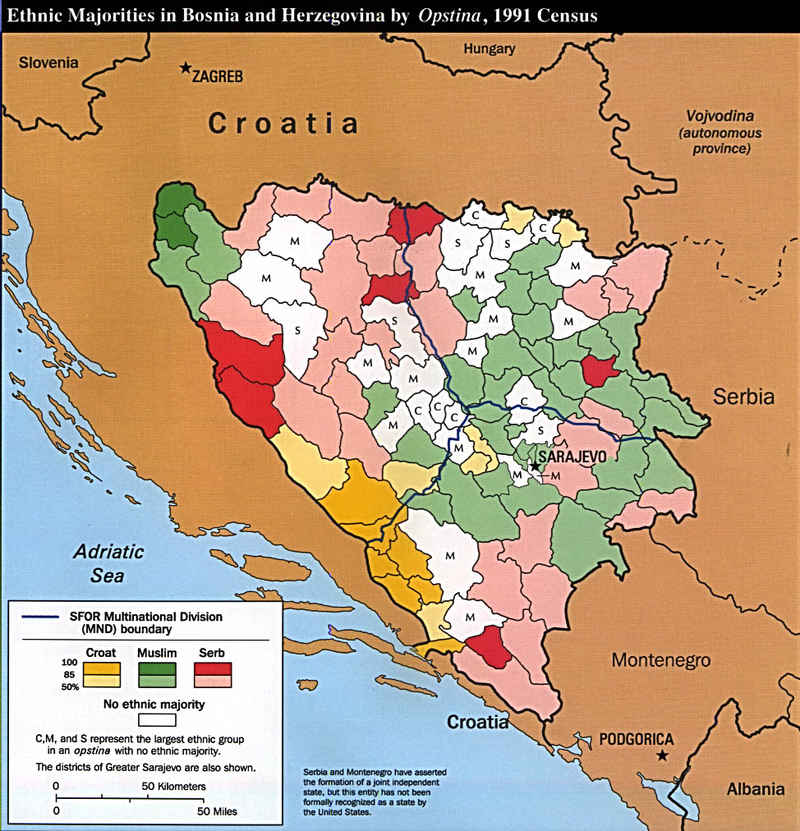 Ethnic Majorities in Bosnia and Herzegovina by Opstina, 1991 Census
Slovenia
ZAGREB
Hungary
Croatia
Vojvodina
(autonomous
province)
C
C
M
S
S
M
M
M
S
S
M
M
M
M
M
C
C
C
C
M
M
S
SARAJEVO
M
M
Serbia
Adriatic
Sea
M
M
SFOR Multinational Division
(MND) boundary
Croat
Muslim
Serb
100
85
50%
No ethnic majority
C,M, and S represent the largest ethnic group
in an opstina with no ethnic majority.
The districts of Greater Sarajevo are also shown.
0
50 Kilometers
0
50 Miles
Montenegro
Croatia
PODGORICA
Albania
Serbia and Montenegro have asserted
the formation of a joint independent
state, but this entity has not been
formally recognized as a state by
the United States.